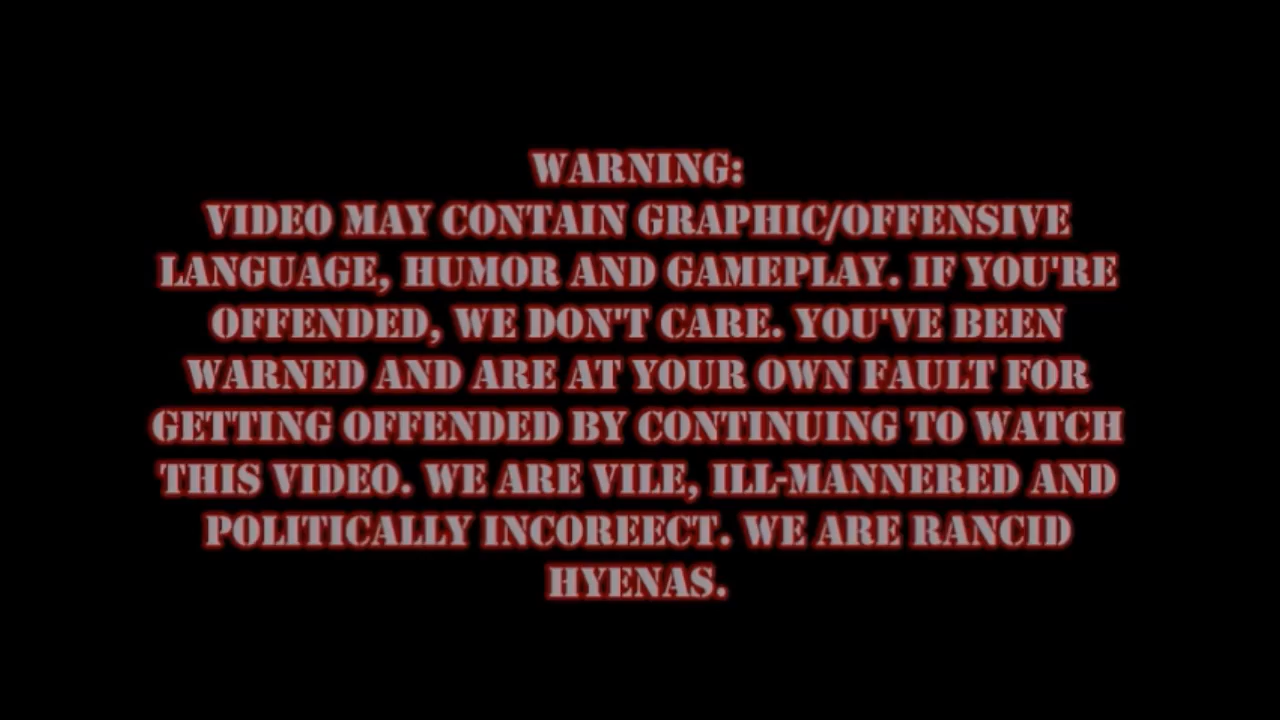 WARNING:
VIDEO MAY CONTAIN GRAPHIC/OFFENSIVE
LANGUAGE, HUMOR AND GAMEPLAY. IF YOU'RE
OFFENDED, WE DON'T CARE. YOU'VE BEEN
WARNED AND ARE AT YOUR OWN FAULT FOR
GETTING OFFENDED BY CONTINUING TO WATCH
THIS VIDEO. WE ARE VILE, ILL-MANNERED AND
POLITICALLY INCOREECT. WE ARE RANCID
HYENAS.